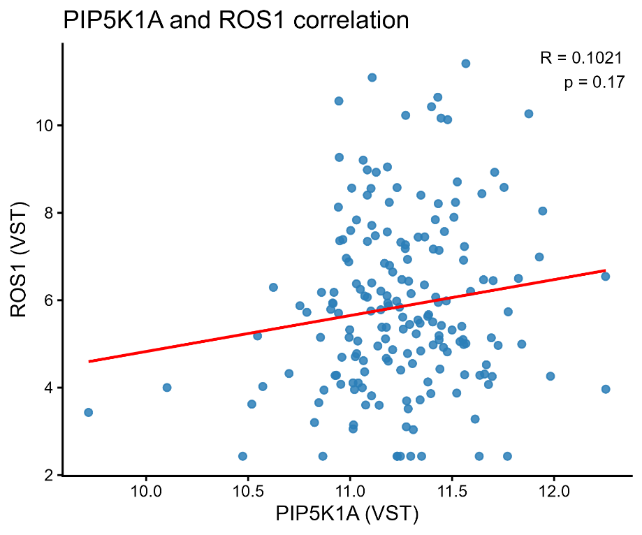 PIP5K1A and ROS1 correlation
R = 0.1021
p = 0.17
ROS1 (VST)
10
8
6
4
2
10.0 10.5 11.0 11.5 12.0
PIP5K1A (VST)